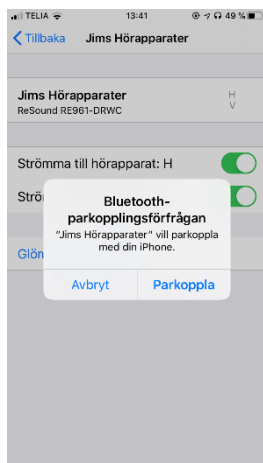 TELIA 13:41 49 %
Tillbaka Jims Hörapparater
Jims Hörapparater H
ReSound RE961-DRWC V
Strömma till hörapparat: H
Strö
Bluetooth-
parkopplingsförfrågan
"Jims Hörapparater" vill parkoppla
med din iPhone.
Glön
Avbryt Parkoppla